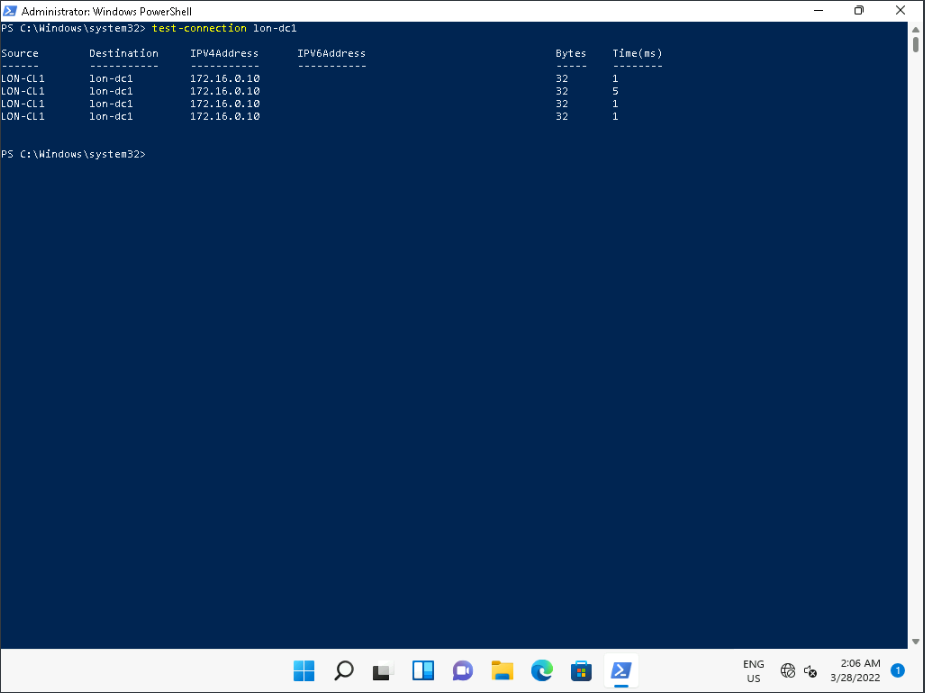 Administrator: Windows PowerShell
PS C:\Windows\system32> test-connection lon-dc1
Source Destination IPV4Address IPV6Address Bytes Time(ms)
------ ----------- ----------- ----------- ----- --------
LON-CL1 lon-dc1 172.16.0.10 32 1
LON-CL1 lon-dc1 172.16.0.10 32 5
LON-CL1 lon-dc1 172.16.0.10 32 1
LON-CL1 lon-dc1 172.16.0.10 32 1
PS C:\Windows\system32>
ENG 2:06 AM
US 3/28/2022 1